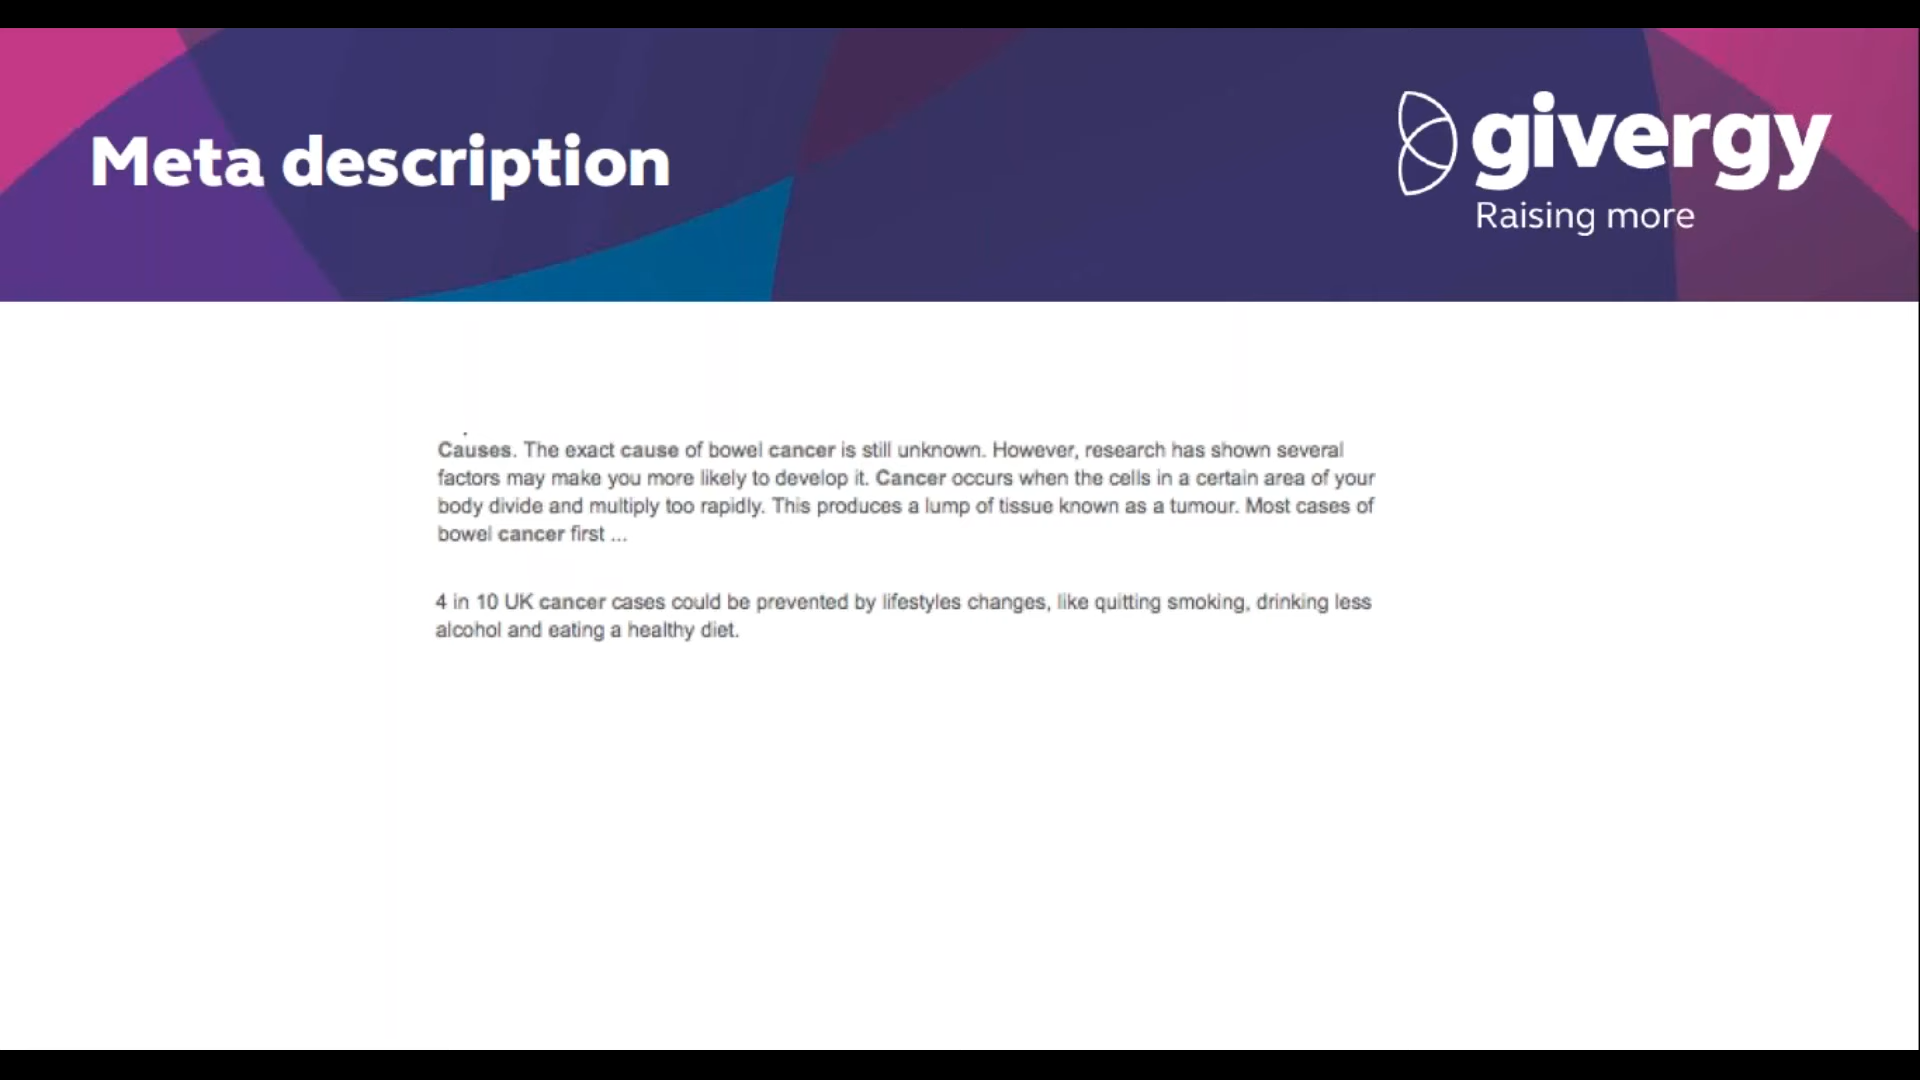 Meta description
givergy
Raising more
Causes. The exact cause of bowel cancer is still unknown. However, research has shown several
factors may make you more likely to develop it. Cancer occurs when the cells in a certain area of your
body divide and multiply too rapidly. This produces a lump of tissue known as a tumour. Most cases of
bowel cancer first ...
4 in 10 UK cancer cases could be prevented by lifestyles changes, like quitting smoking, drinking less
alcohol and eating a healthy diet.